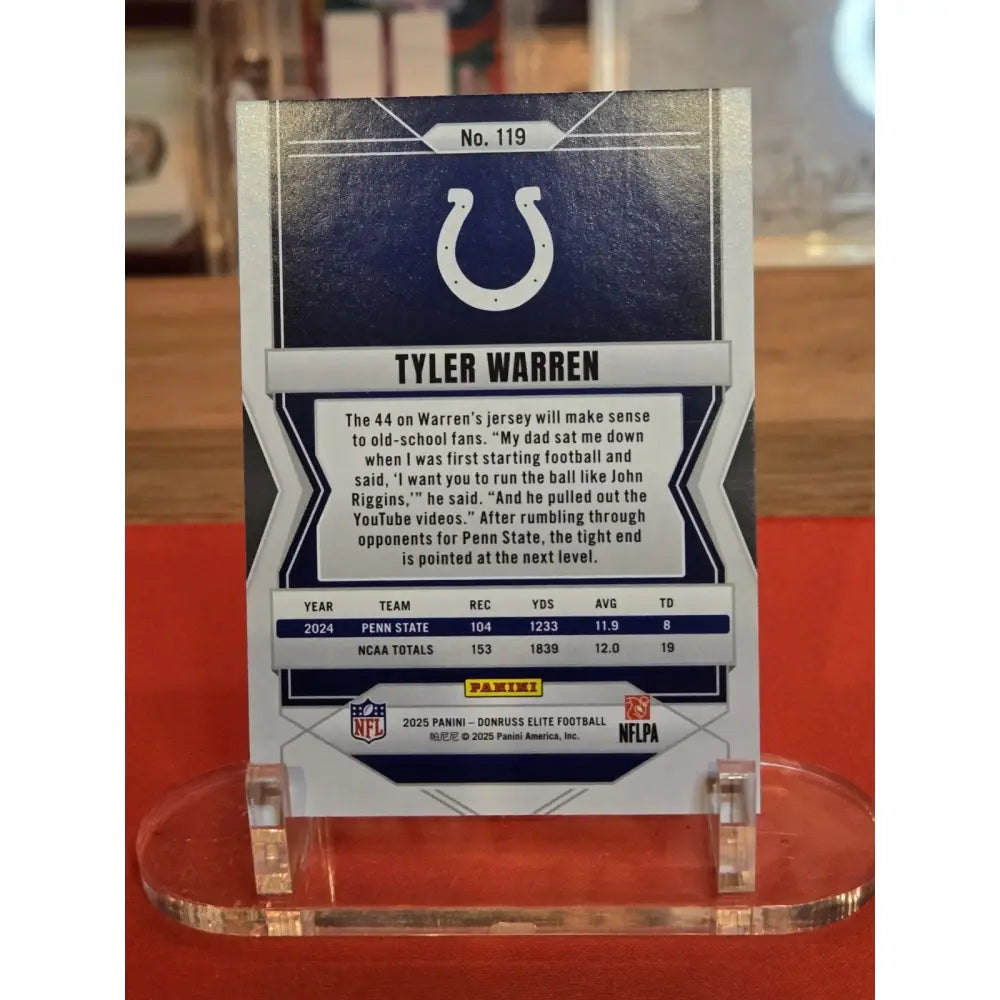 No. 119
TYLER WARREN
The 44 on Warren's jersey will make sense
to old-school fans. “My dad sat me down
when I was first starting football and
said, ‘I want you to run the ball like John
Riggins,’” he said. “And he pulled out the
YouTube videos.” After rumbling through
opponents for Penn State, the tight end
is pointed at the next level.
YEAR TEAM REC YDS AVG TD
2024 PENN STATE 104 1233 11.9 8
NCAA TOTALS 153 1839 12.0 19
PANINI
NFL
2025 PANINI – DONRUSS ELITE FOOTBALL
帕尼尼 © 2025 Panini America, Inc.
NFLPA